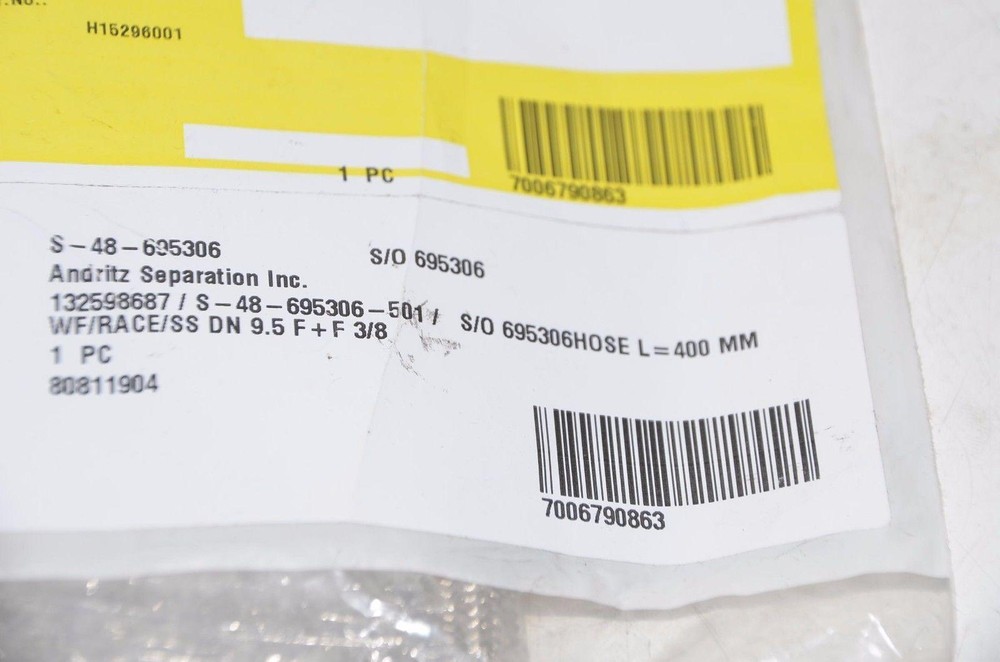 H15296001
1 PC
7006790863
S-48-695306 S/O 695306
Andritz Separation Inc.
132598687 / S-48-695306-501 / S/O 695306HOSE L=400 MM
WF/RACE/SS DN 9.5 F+F 3/8
1 PC
80811904
7006790863